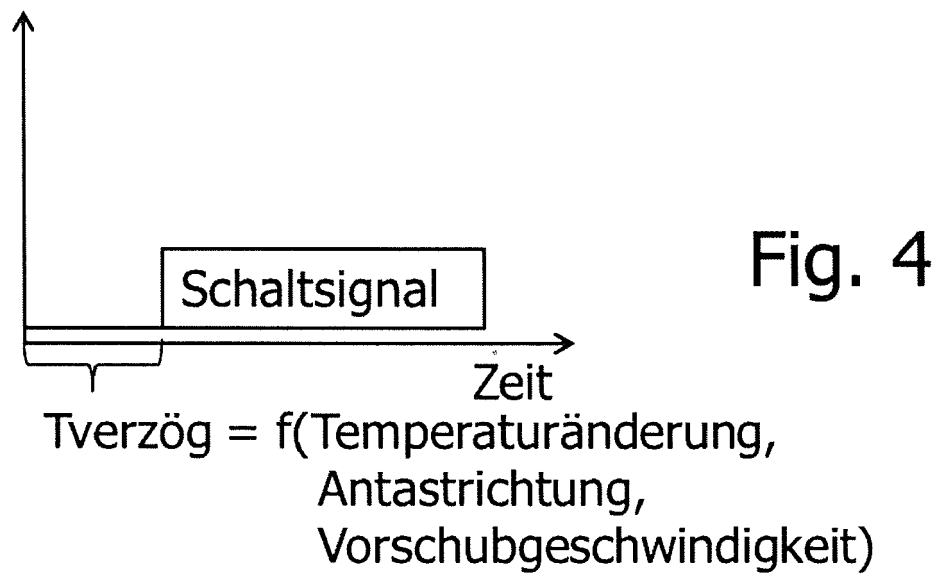 Schaltsignal
Fig. 4
Zeit
Tverzög = f(Temperaturänderung,
Antastrichtung,
Vorschubgeschwindigkeit)